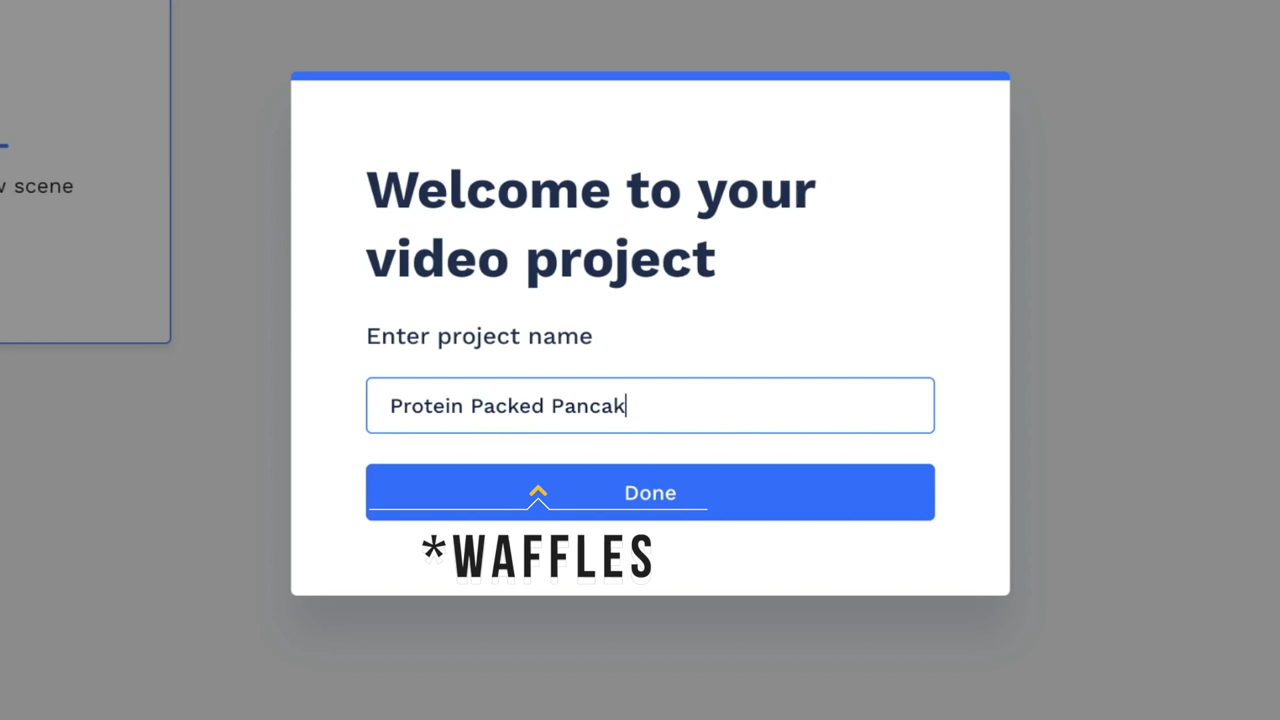 w scene
Welcome to your
video project
Enter project name
Protein Packed Pancak
Done
*WAFFLES